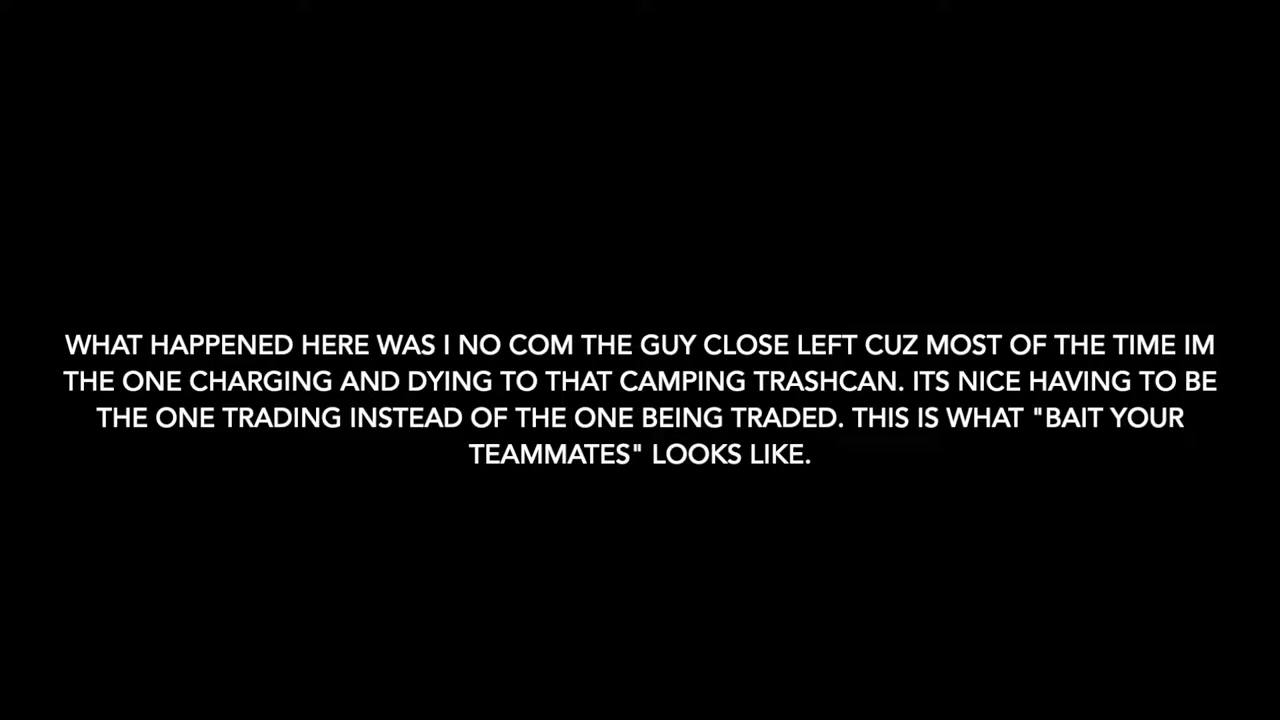 WHAT HAPPENED HERE WAS I NO COM THE GUY CLOSE LEFT CUZ MOST OF THE TIME IM
THE ONE CHARGING AND DYING TO THAT CAMPING TRASHCAN. ITS NICE HAVING TO BE
THE ONE TRADING INSTEAD OF THE ONE BEING TRADED. THIS IS WHAT "BAIT YOUR
TEAMMATES" LOOKS LIKE.